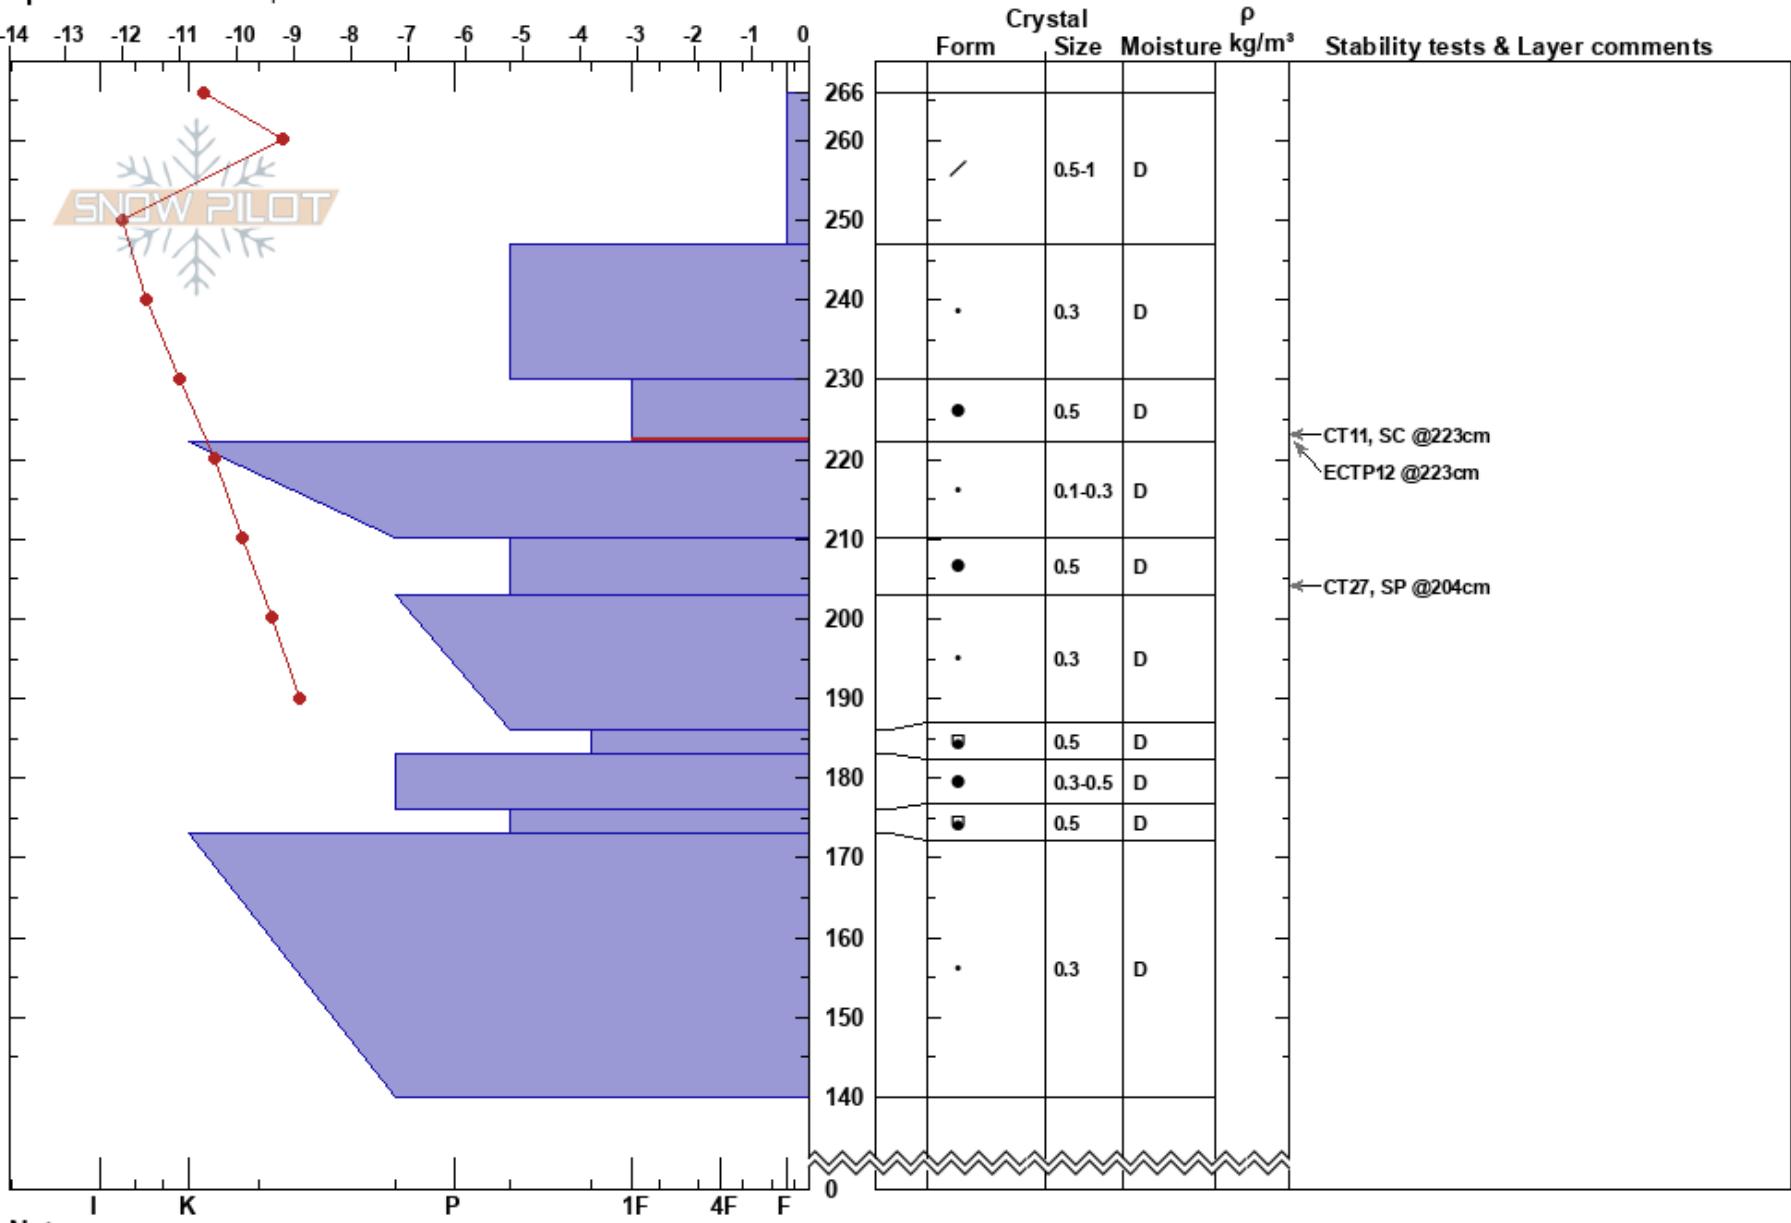 Crystal ρ
-14 -13 -12 -11 -10 -9 -8 -7 -6 -5 -4 -3 -2 -1 0 Form Size Moisture kg/m³ Stability tests & Layer comments
266
260
0.5-1 D
SNOW PILOT
250
240
0.3 D
230
0.5 D
CT11, SC @223cm
220
ECTP12 @223cm
0.1-0.3 D
210
0.5 D
CT27, SP @204cm
200
0.3 D
190
0.5 D
180 0.3-0.5 D
0.5 D
170
160
0.3 D
150
140
0
I K P 1F 4F F